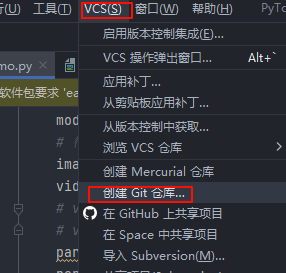 行(U) 工具(T) VCS(S) 窗口(W) 帮助(H) PyTo
mo.py
软件包要求 'ea
mod
ima
vid
# v
# v
pan
启用版本控制集成(E)...
VCS 操作弹出窗口... Alt+`
应用补丁...
从剪贴板应用补丁...
从版本控制中获取...
浏览 VCS 仓库
创建 Mercurial 仓库
创建 Git 仓库...
在 GitHub 上共享项目
在 Space 中共享项目
导入 Subversion(M)...